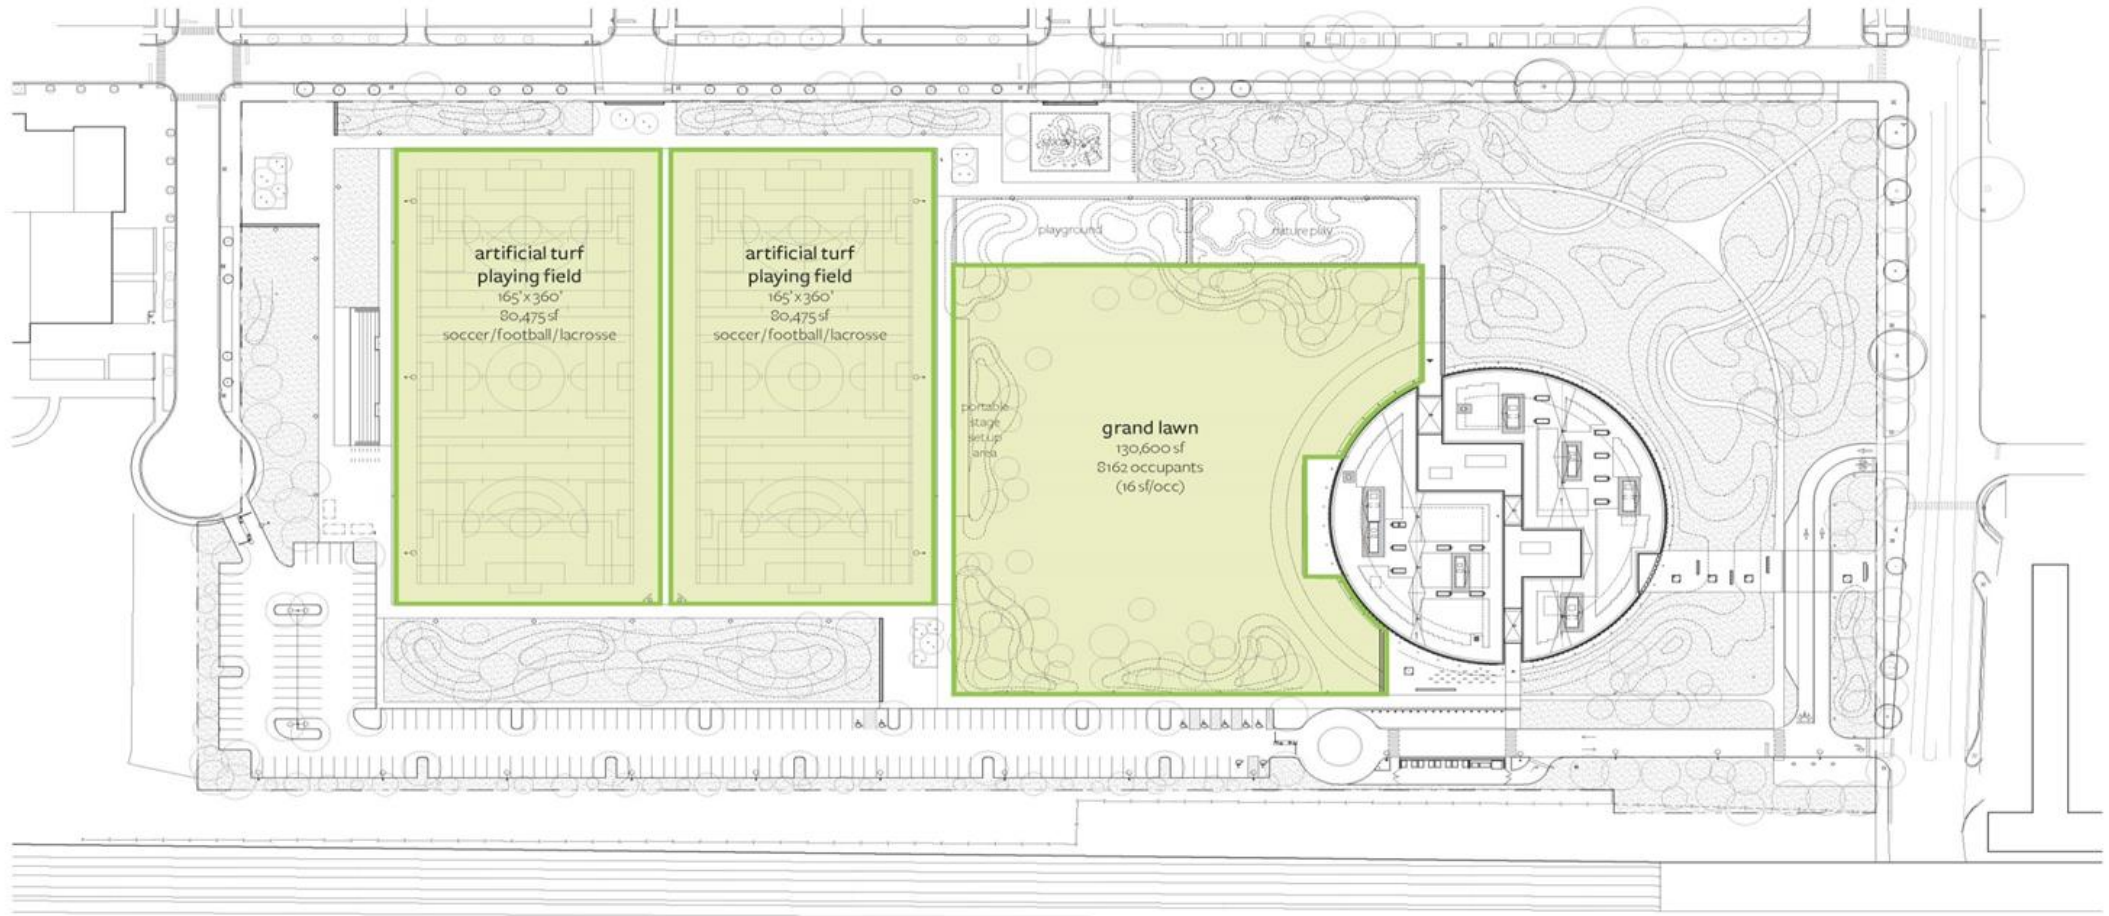 artificial turf
playing field
165'x360'
80,475 sf
soccer/football/lacrosse
artificial turf
playing field
165'x360'
80,475 sf
soccer/football/lacrosse
playground
nature play
portable
stage
setup
area
grand lawn
130,600 sf
8162 occupants
(16 sf/occ)